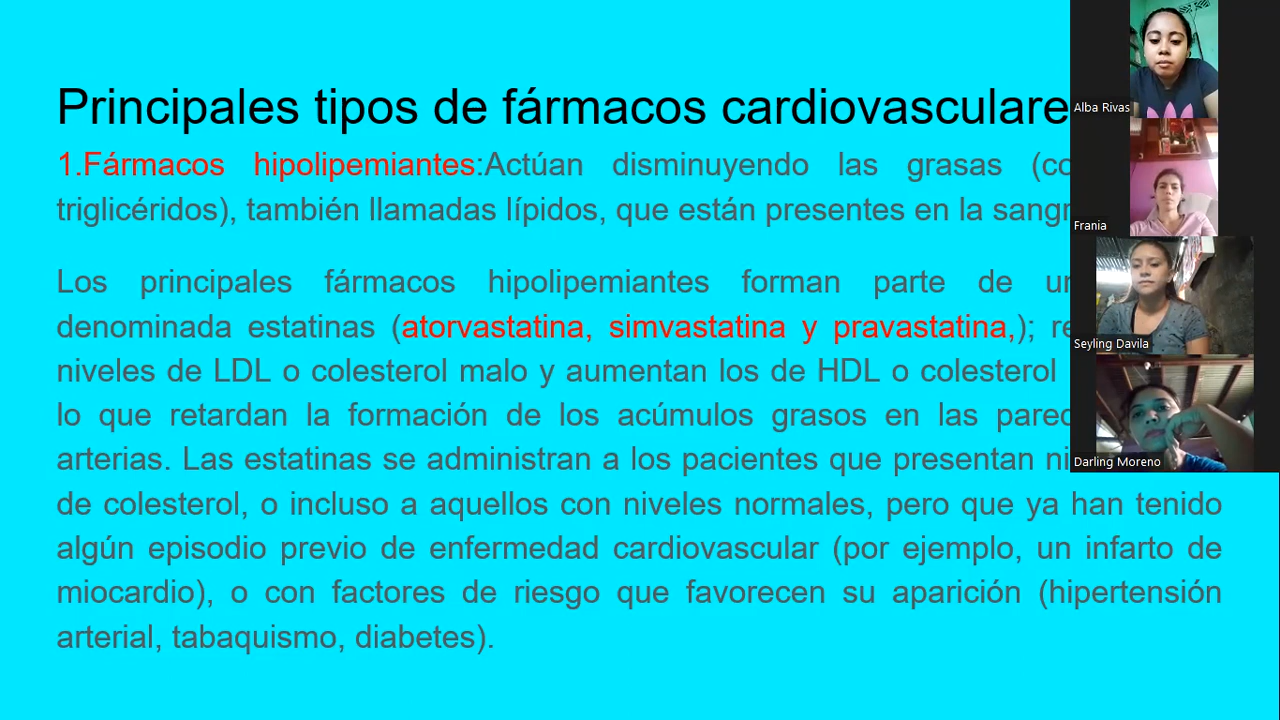 Principales tipos de fármacos cardiovasculare
1.Fármacos hipolipemiantes:Actúan disminuyendo las grasas (co
triglicéridos), también llamadas lípidos, que están presentes en la sangr
Los principales fármacos hipolipemiantes forman parte de un
denominada estatinas (atorvastatina, simvastatina y pravastatina,); re
niveles de LDL o colesterol malo y aumentan los de HDL o colesterol
lo que retardan la formación de los acúmulos grasos en las pared
arterias. Las estatinas se administran a los pacientes que presentan ni
de colesterol, o incluso a aquellos con niveles normales, pero que ya han tenido
algún episodio previo de enfermedad cardiovascular (por ejemplo, un infarto de
miocardio), o con factores de riesgo que favorecen su aparición (hipertensión
arterial, tabaquismo, diabetes).
Alba Rivas
Frania
Seyling Davila
Darling Moreno